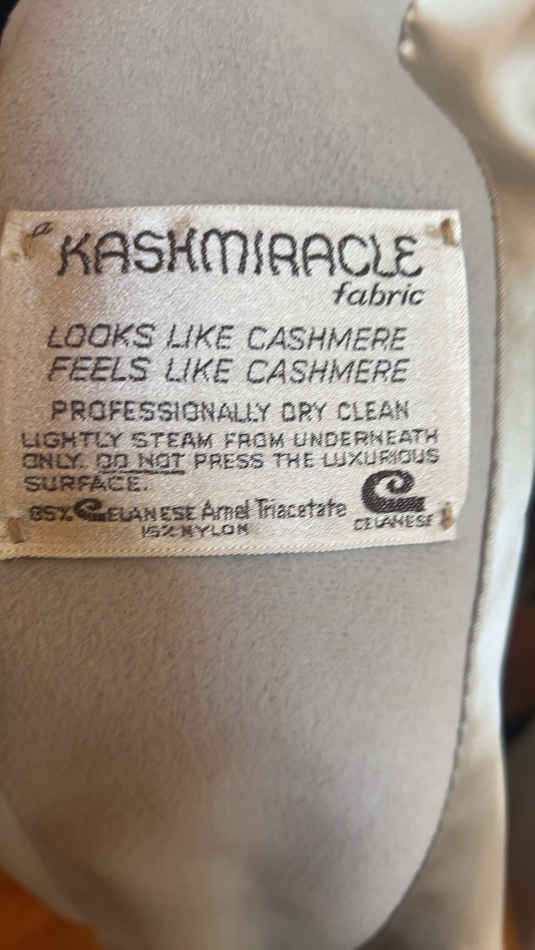 a
KASHMIRACLE
fabric
LOOKS LIKE CASHMERE
FEELS LIKE CASHMERE
PROFESSIONALLY DRY CLEAN
LIGHTLY STEAM FROM UNDERNEATH
ONLY. DO NOT PRESS THE LUXURIOUS
SURFACE.
85% CELANESE Arnel Triacetate
15% NYLON
CELANESE